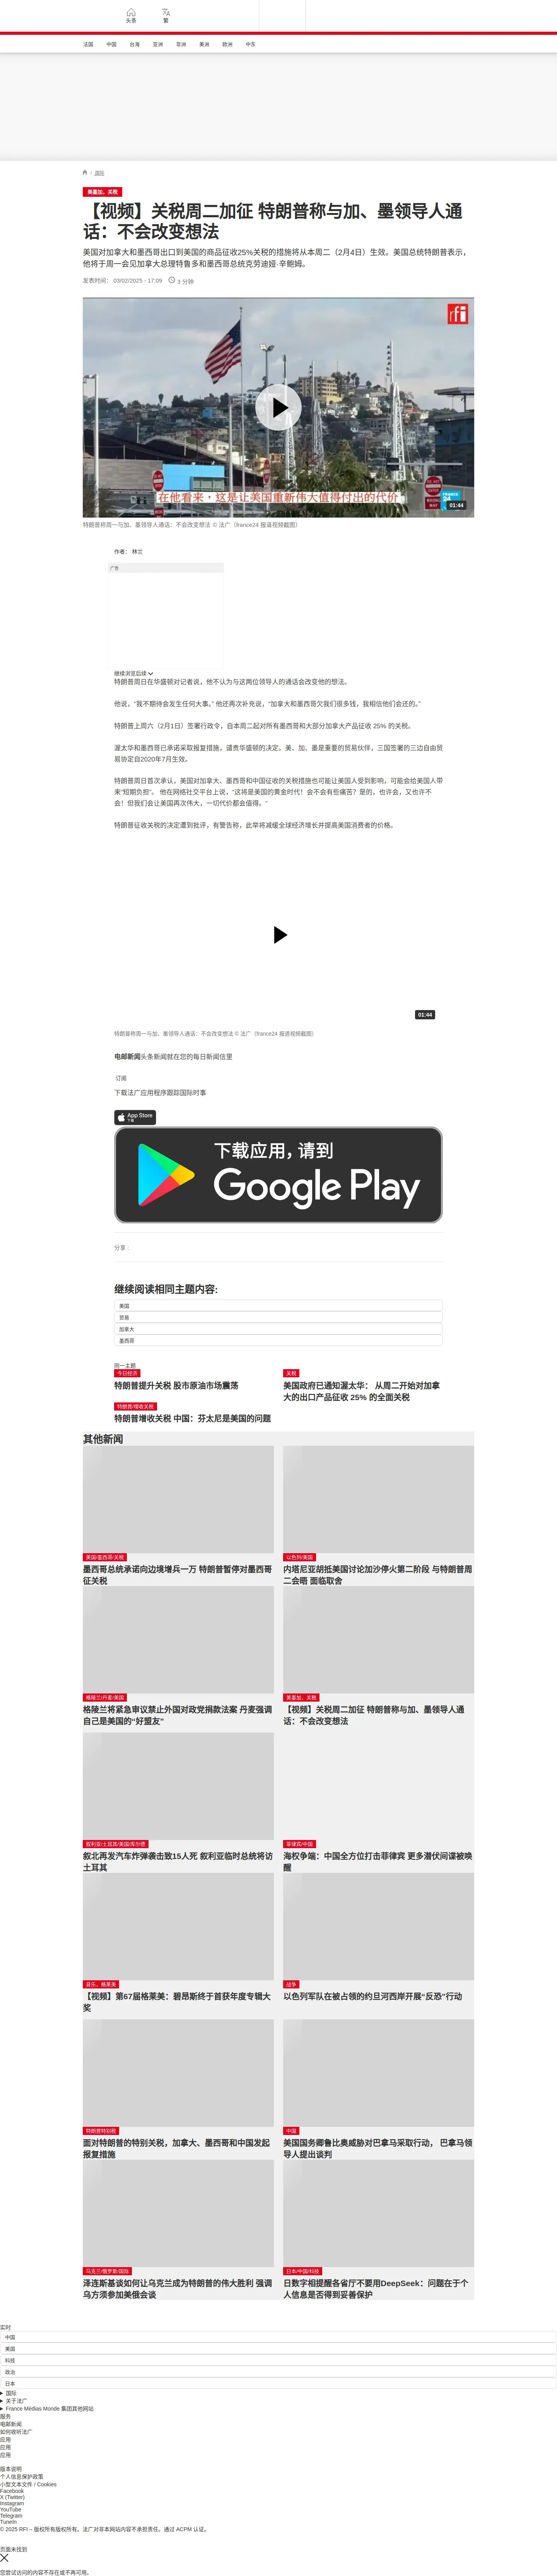 头条
繁
法国
中国
台海
亚洲
非洲
美洲
欧洲
中东
/ 国际
美墨加，关税
【视频】关税周二加征 特朗普称与加、墨领导人通
话：不会改变想法
美国对加拿大和墨西哥出口到美国的商品征收25%关税的措施将从本周二（2月4日）生效。美国总统特朗普表示，
他将于周一会见加拿大总理特鲁多和墨西哥总统克劳迪娅·辛鲍姆。
发表时间： 03/02/2025 - 17:09
3 分钟
rfi
在他看来，这是让美国重新伟大值得付出的代价
FRANCE
24
01:44
特朗普称周一与加、墨领导人通话：不会改变想法 © 法广（france24 报道视频截图）
作者： 林兰
广告
继续浏览后续
特朗普周日在华盛顿对记者说，他不认为与这两位领导人的通话会改变他的想法。
他说，“我不期待会发生任何大事。” 他还再次补充说，“加拿大和墨西哥欠我们很多钱，我相信他们会还的。”
特朗普上周六（2月1日）签署行政令，自本周二起对所有墨西哥和大部分加拿大产品征收 25% 的关税。
渥太华和墨西哥已承诺采取报复措施，谴责华盛顿的决定。美、加、墨是重要的贸易伙伴，三国签署的三边自由贸
易协定自2020年7月生效。
特朗普周日首次承认，美国对加拿大、墨西哥和中国征收的关税措施也可能让美国人受到影响，可能会给美国人带
来"短期负担"。 他在网络社交平台上说，“这将是美国的黄金时代！会不会有些痛苦？是的，也许会，又也许不
会！但我们会让美国再次伟大，一切代价都会值得。”
特朗普征收关税的决定遭到批评，有警告称，此举将减缓全球经济增长并提高美国消费者的价格。
01:44
特朗普称周一与加、墨领导人通话：不会改变想法 © 法广（france24 报道视频截图）
电邮新闻头条新闻就在您的每日新闻信里
订阅
下载法广应用程序跟踪国际时事
App Store
下载
下载应用，请到
Google Play
分享 :
继续阅读相同主题内容:
美国
贸易
加拿大
墨西哥
同一主题
今日经济
特朗普提升关税 股市原油市场震荡
关税
美国政府已通知渥太华： 从周二开始对加拿
大的出口产品征收 25% 的全面关税
特朗普/增收关税
特朗普增收关税 中国：芬太尼是美国的问题
其他新闻
美国/墨西哥/关税
墨西哥总统承诺向边境增兵一万 特朗普暂停对墨西哥
征关税
以色列/美国
内塔尼亚胡抵美国讨论加沙停火第二阶段 与特朗普周
二会晤 面临取舍
格陵兰/丹麦/美国
格陵兰将紧急审议禁止外国对政党捐款法案 丹麦强调
自己是美国的“好盟友”
美墨加，关税
【视频】关税周二加征 特朗普称与加、墨领导人通
话：不会改变想法
叙利亚/土耳其/美国/库尔德
叙北再发汽车炸弹袭击致15人死 叙利亚临时总统将访
土耳其
菲律宾/中国
海权争端：中国全方位打击菲律宾 更多潜伏间谍被唤
醒
音乐，格莱美
【视频】第67届格莱美：碧昂斯终于首获年度专辑大
奖
战争
以色列军队在被占领的约旦河西岸开展“反恐”行动
特朗普特别税
面对特朗普的特别关税，加拿大、墨西哥和中国发起
报复措施
中国
美国国务卿鲁比奥威胁对巴拿马采取行动， 巴拿马领
导人提出谈判
乌克兰/俄罗斯/国际
泽连斯基谈如何让乌克兰成为特朗普的伟大胜利 强调
乌方须参加美俄会谈
日本/中国/科技
日数字相提醒各省厅不要用DeepSeek：问题在于个
人信息是否得到妥善保护
实时
中国
美国
科技
政治
日本
国际
关于法广
France Médias Monde 集团其他网站
服务
电邮新闻
如何收听法广
应用
应用
应用
版本说明
个人信息保护政策
小型文本文件 / Cookies
Facebook
X (Twitter)
Instagram
YouTube
Telegram
TuneIn
© 2025 RFI – 版权所有版权所有。法广对非本网站内容不承担责任。通过 ACPM 认证。
页面未找到
您尝试访问的内容不存在或不再可用。